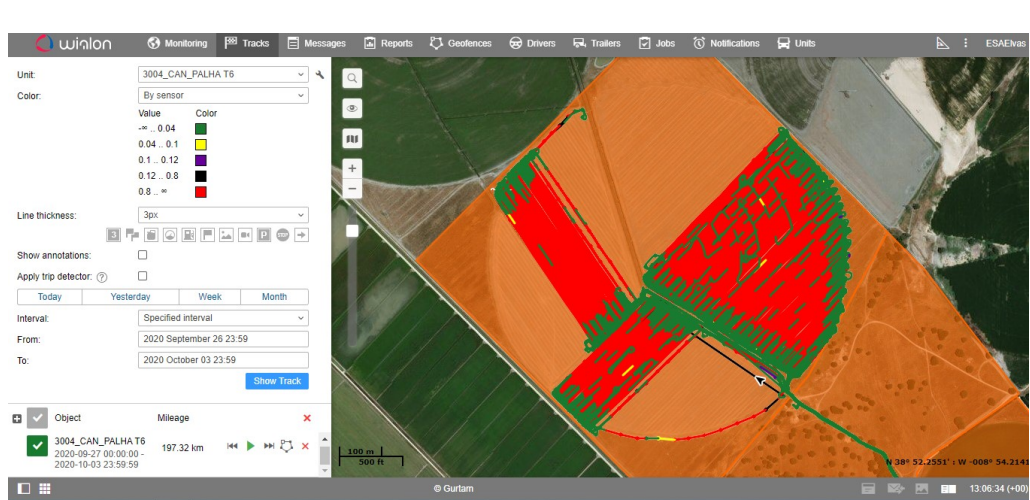 wialon Monitoring Tracks Messages Reports Geofences Drivers Trailers Jobs Notifications Units ESAElvas
Unit: 3004_CAN_PALHA T6
Color: By sensor
Value Color
-∞ .. 0.04
0.04 .. 0.1
0.1 .. 0.12
0.12 .. 0.8
0.8 .. ∞
Line thickness: 3px
3 P STOP
Show annotations:
Apply trip detector: ?
Today Yesterday Week Month
Interval: Specified interval
From: 2020 September 26 23:59
To: 2020 October 03 23:59
Show Track
Object Mileage
3004_CAN_PALHA T6
2020-09-27 00:00:00 -
2020-10-03 23:59:59
197.32 km
100 m
500 ft
N 38° 52.2551' : W -008° 54.2141
© Gurtam 13:06:34 (+00)